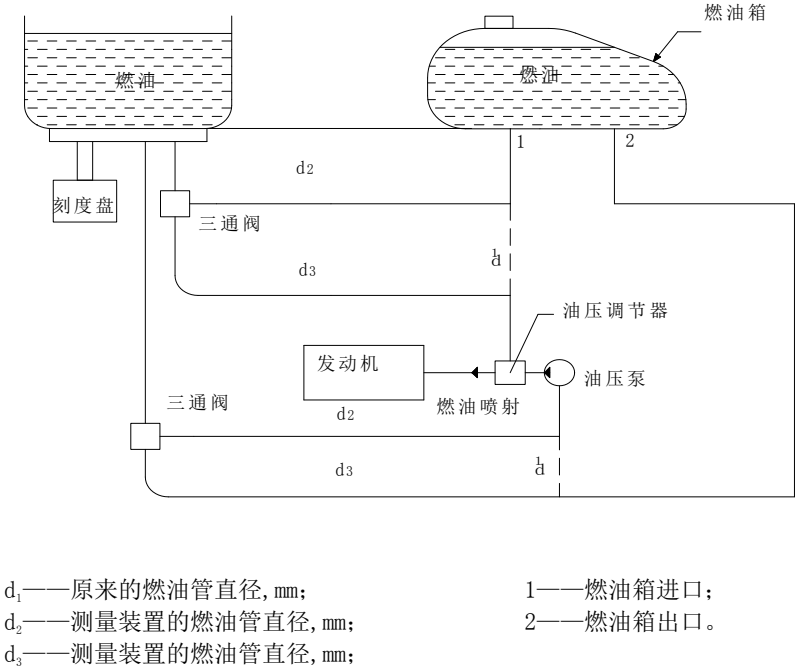 燃油箱
燃油
燃油
1
2
d2
刻度盘
三通阀
d3
d1
油压调节器
发动机
油压泵
燃油喷射
三通阀
d2
d3
d1
d₁——原来的燃油管直径,mm;
1——燃油箱进口;
d₂——测量装置的燃油管直径,mm;
2——燃油箱出口。
d₃——测量装置的燃油管直径,mm;